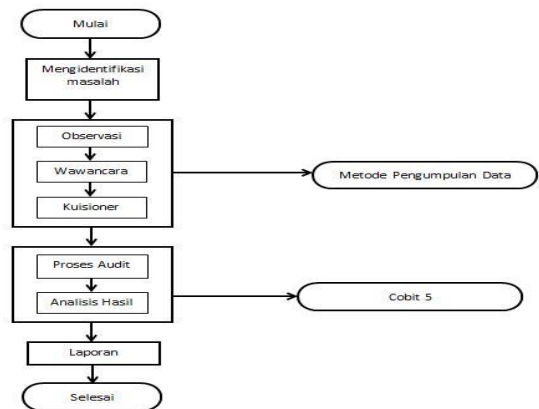 Mulai
Mengidentifikasi
masalah
Observasi
Wawancara
Kuisioner
Metode Pengumpulan Data
Proses Audit
Analisis Hasil
Cobit 5
Laporan
Selesai